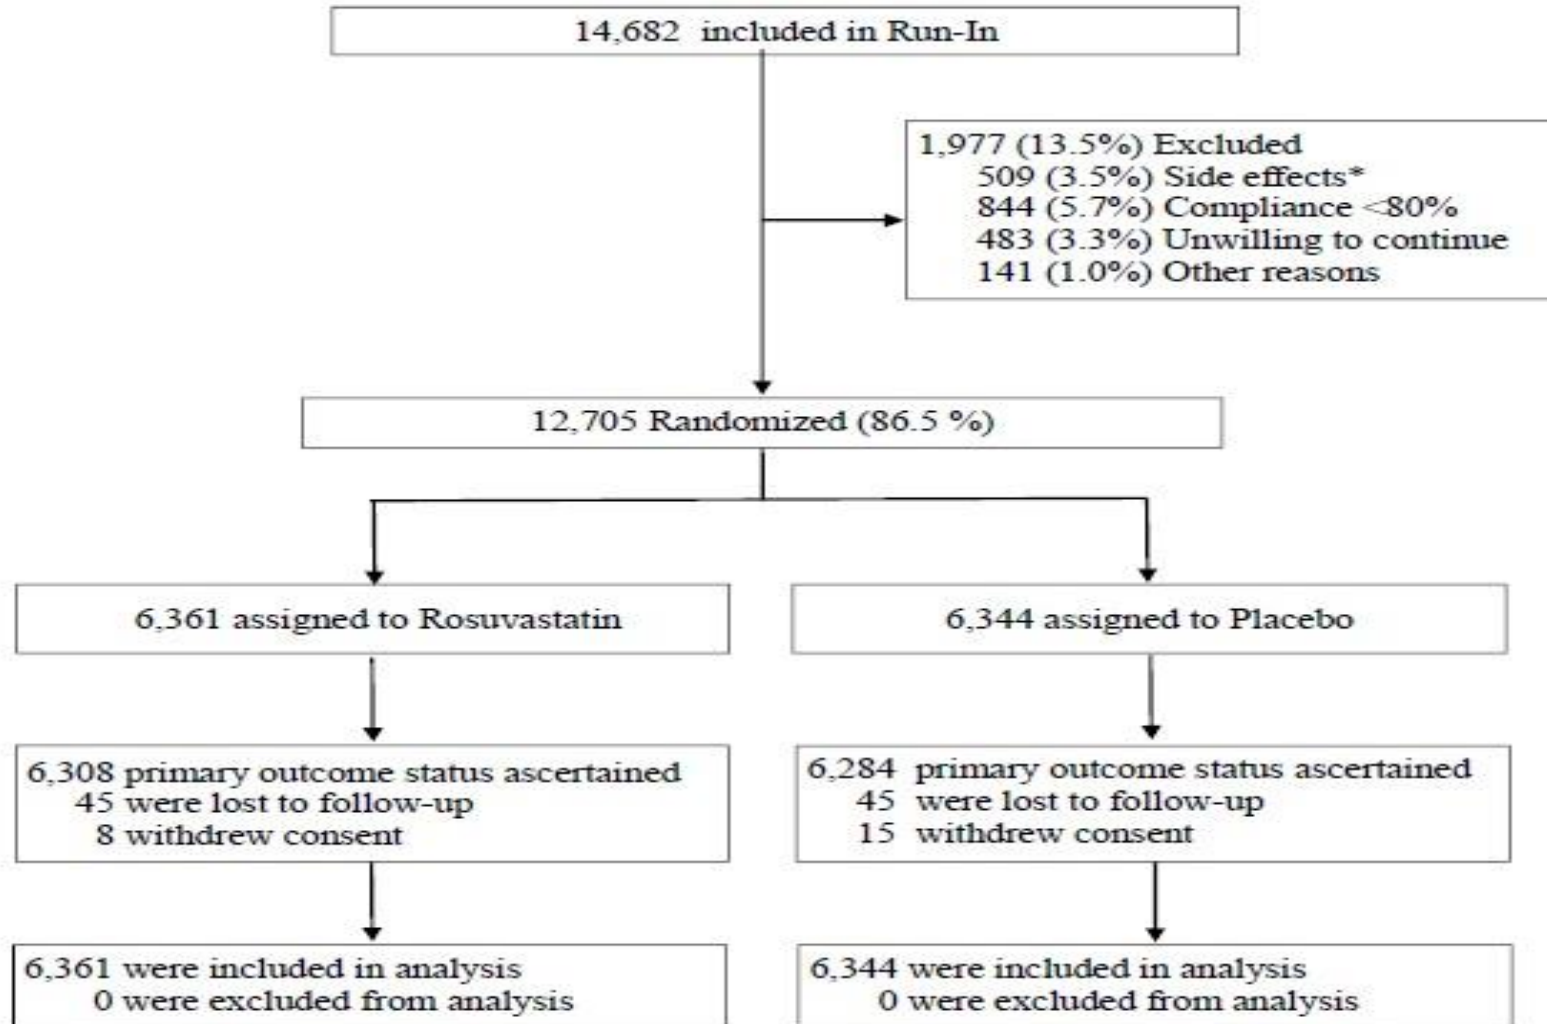 14,682 included in Run-In
1,977 (13.5%) Excluded
509 (3.5%) Side effects*
844 (5.7%) Compliance <80%
483 (3.3%) Unwilling to continue
141 (1.0%) Other reasons
12,705 Randomized (86.5 %)
6,361 assigned to Rosuvastatin
6,344 assigned to Placebo
6,308 primary outcome status ascertained
45 were lost to follow-up
8 withdrew consent
6,284 primary outcome status ascertained
45 were lost to follow-up
15 withdrew consent
6,361 were included in analysis
0 were excluded from analysis
6,344 were included in analysis
0 were excluded from analysis